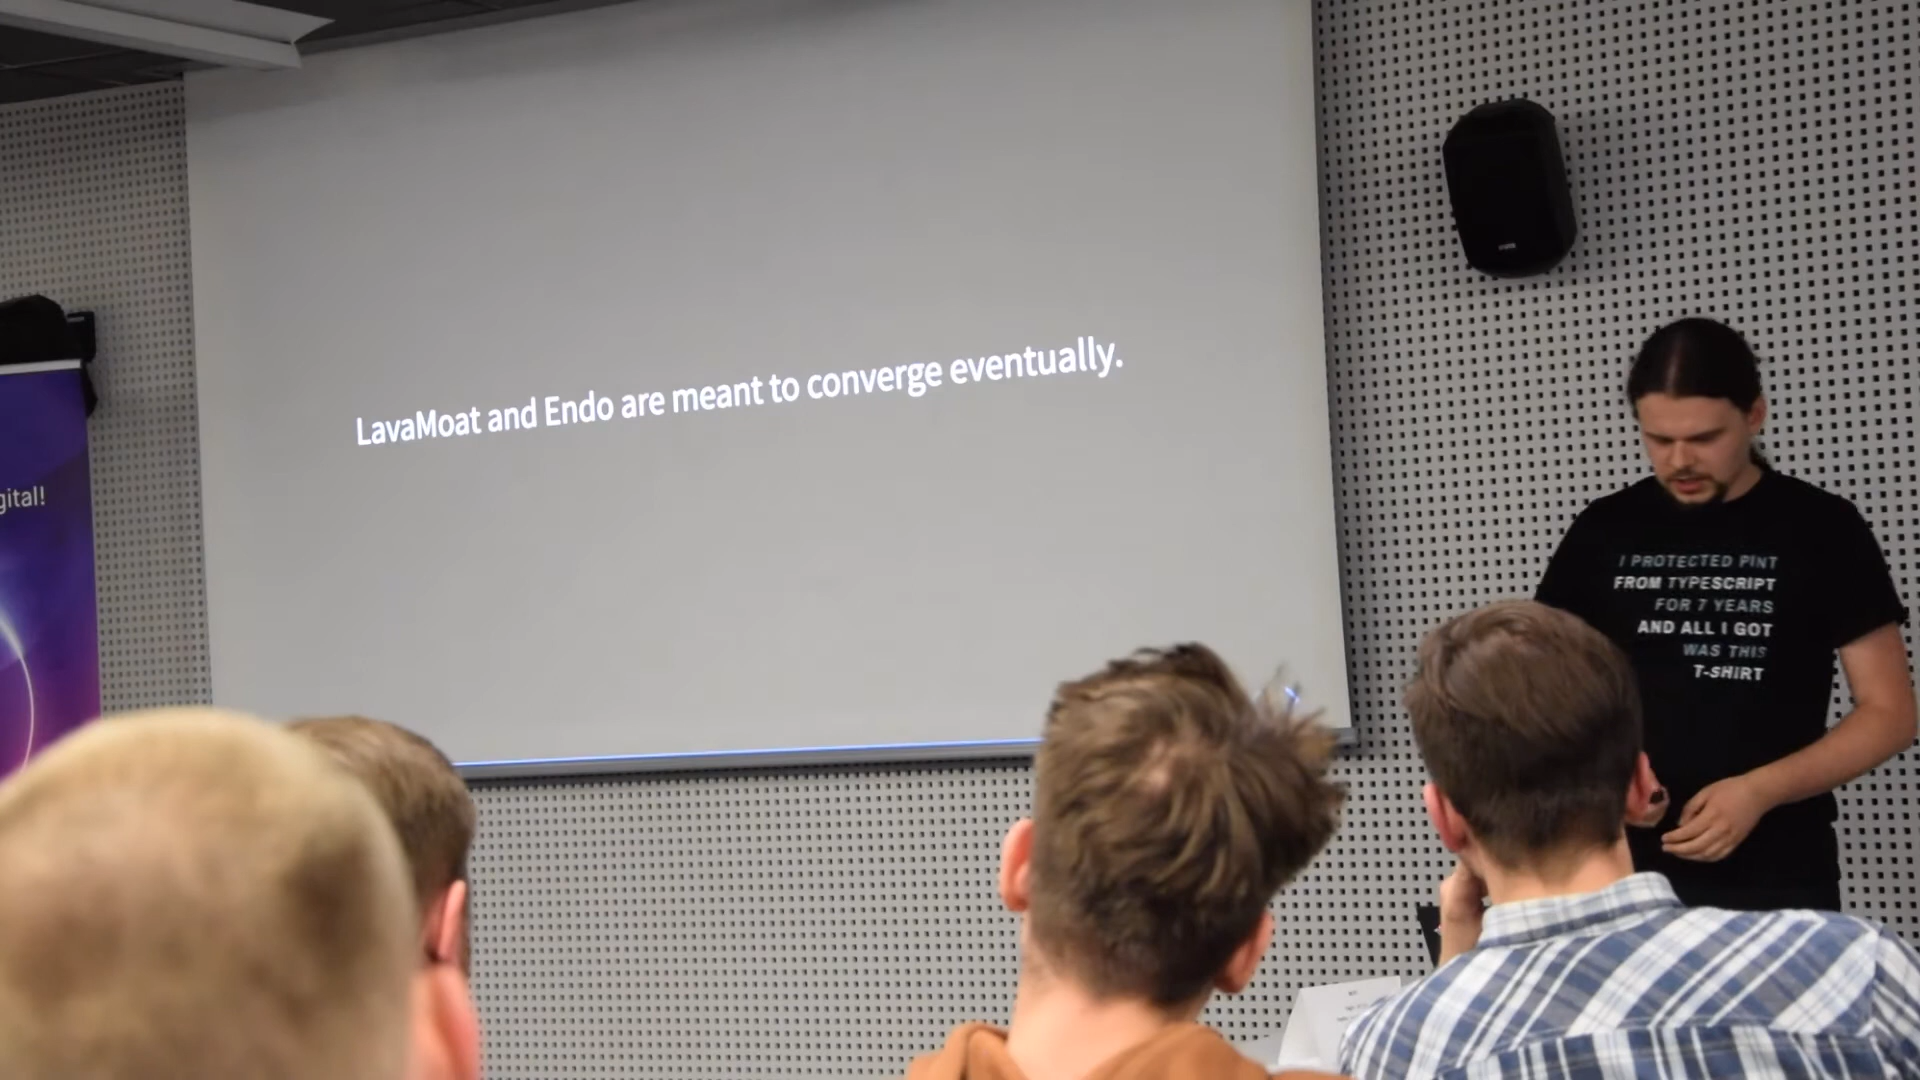 LavaMoat and Endo are meant to converge eventually.
gital!
I PROTECTED PINT
FROM TYPESCRIPT
FOR 7 YEARS
AND ALL I GOT
WAS THIS
T-SHIRT